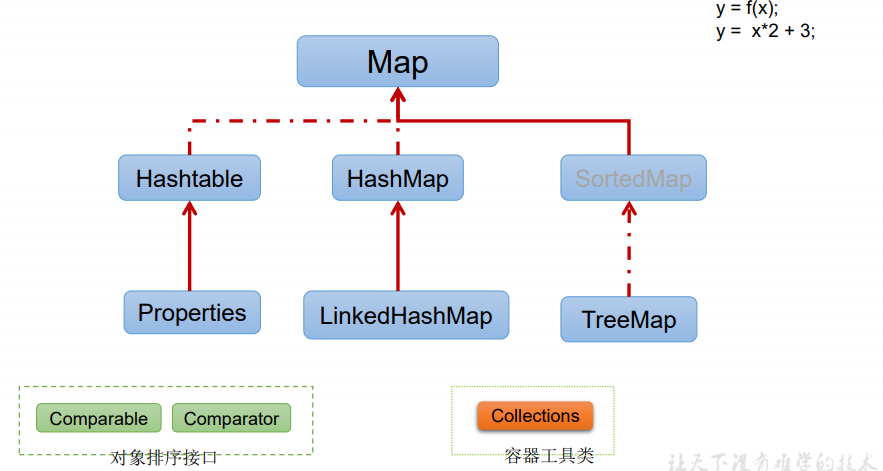 y = f(x);
y = x*2 + 3;
Map
Hashtable
HashMap
SortedMap
Properties
LinkedHashMap
TreeMap
Comparable
Comparator
对象排序接口
Collections
容器工具类
让天下没有难学的技术